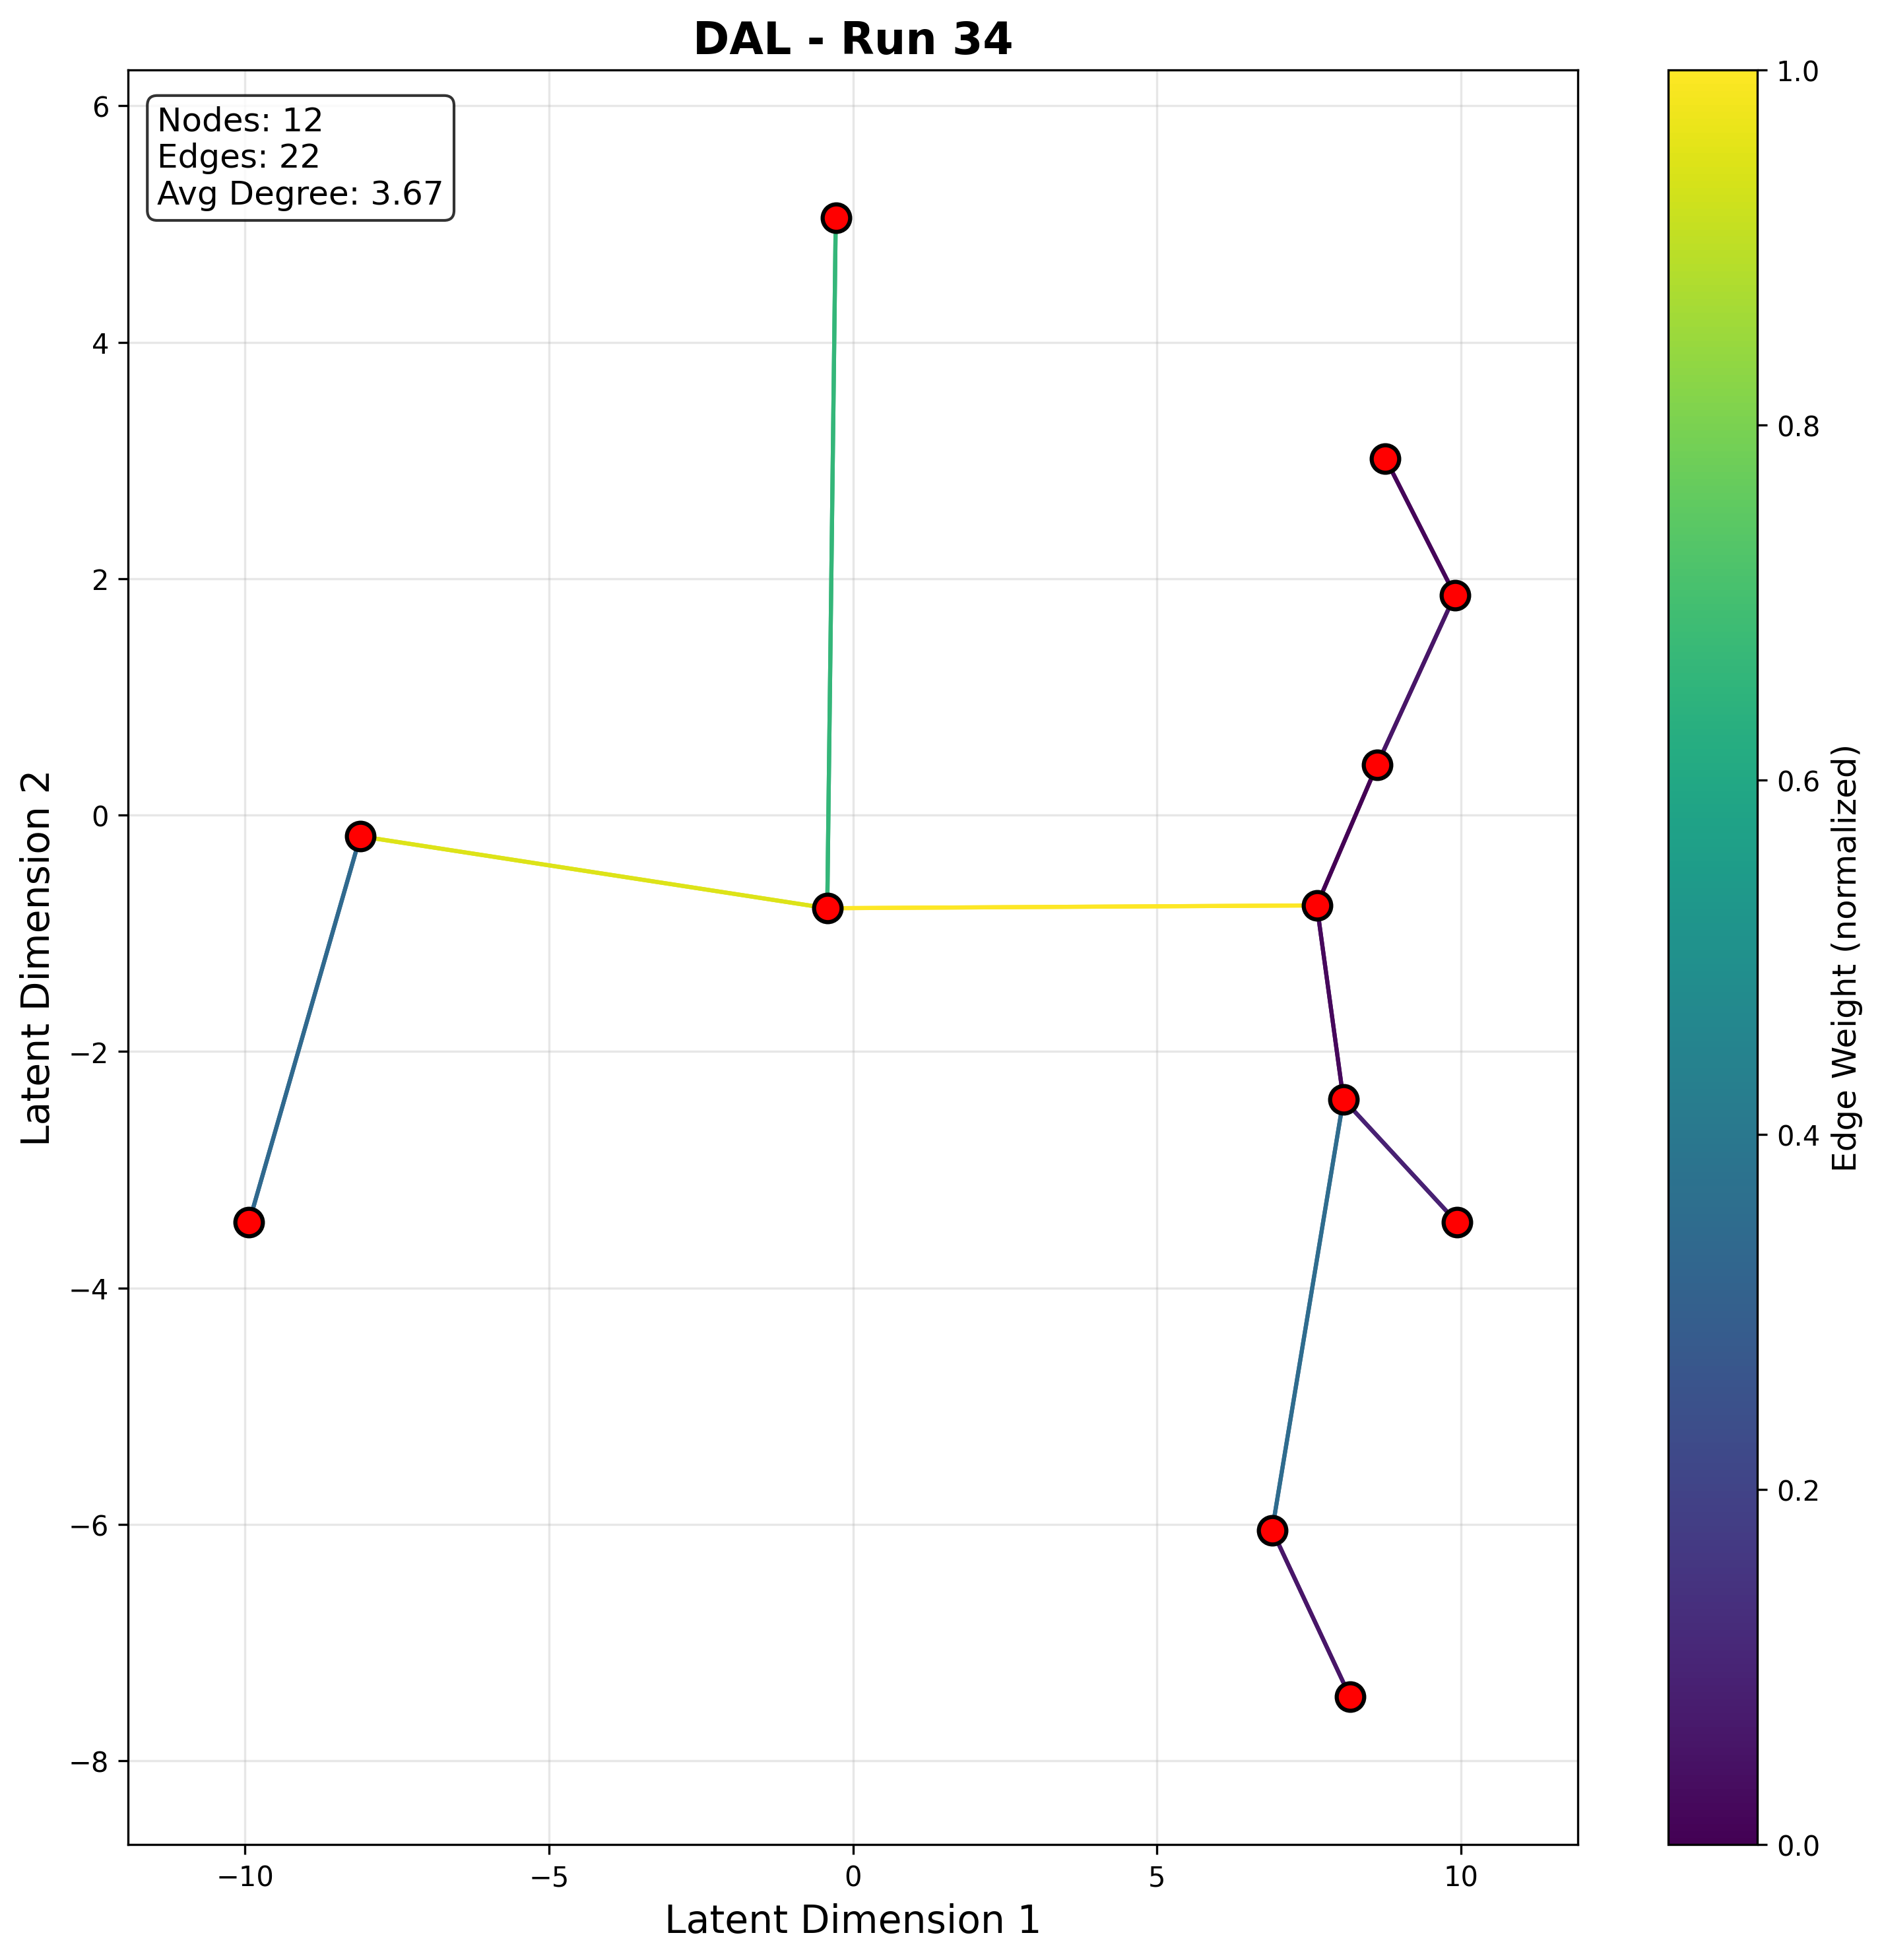 DAL - Run 34
Nodes: 12
Edges: 22
Avg Degree: 3.67
6
4
2
0
−2
−4
−6
−8
−10
−5
0
5
10
Latent Dimension 1
Latent Dimension 2
1.0
0.8
0.6
0.4
0.2
0.0
Edge Weight (normalized)